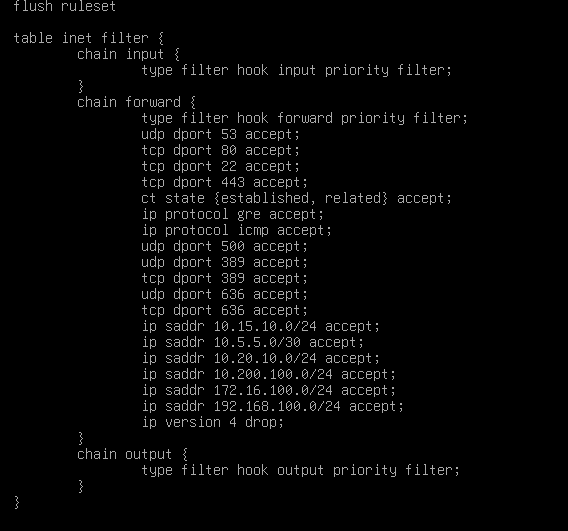 flush ruleset
table inet filter {
chain input {
type filter hook input priority filter;
}
chain forward {
type filter hook forward priority filter;
udp dport 53 accept;
tcp dport 80 accept;
tcp dport 22 accept;
tcp dport 443 accept;
ct state {established, related} accept;
ip protocol gre accept;
ip protocol icmp accept;
udp dport 500 accept;
udp dport 389 accept;
tcp dport 389 accept;
udp dport 636 accept;
tcp dport 636 accept;
ip saddr 10.15.10.0/24 accept;
ip saddr 10.5.5.0/30 accept;
ip saddr 10.20.10.0/24 accept;
ip saddr 10.200.100.0/24 accept;
ip saddr 172.16.100.0/24 accept;
ip saddr 192.168.100.0/24 accept;
ip version 4 drop;
}
chain output {
type filter hook output priority filter;
}
}